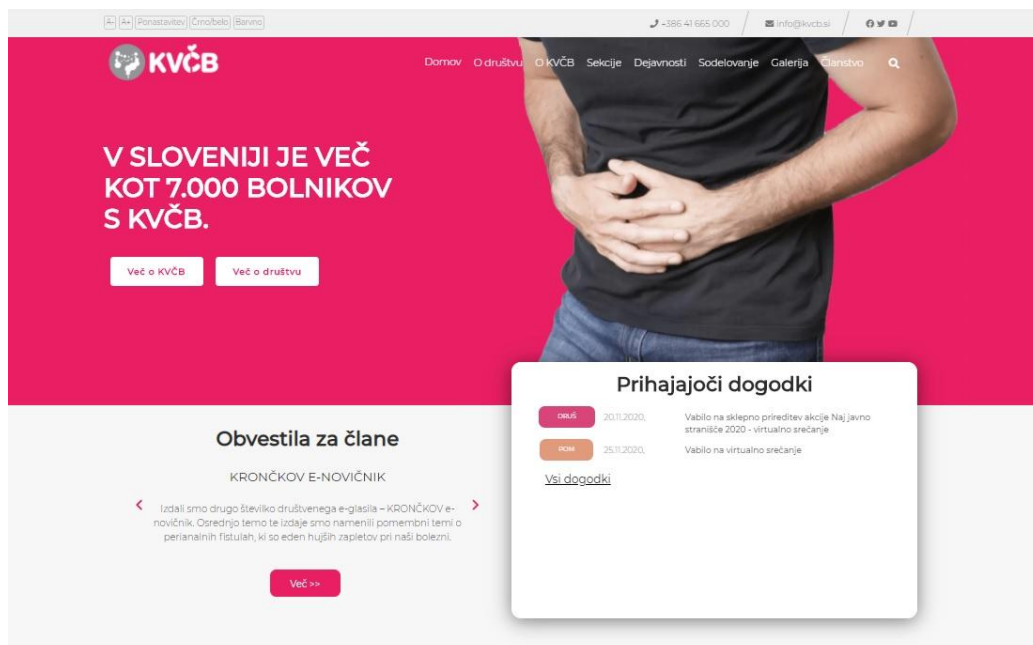 A- A+ Ponastavitev Črno/belo Barvno
+386 41 665 000
info@kvcb.si
KVČB
Domov O društvu O KVČB Sekcije Dejavnosti Sodelovanje Galerija Članstvo
V SLOVENIJI JE VEČ
KOT 7.000 BOLNIKOV
S KVČB.
Več o KVČB
Več o društvu
Obvestila za člane
KRONČKOV E-NOVIČNIK
Izdali smo drugo številko društvenega e-glasila – KRONČKOV e-
novičnik. Osrednjo temo te izdaje smo namenili pomembni temi o
perianalnih fistulah, ki so eden hujših zapletov pri naši bolezni.
Več >>
Prihajajoči dogodki
DRUŠ 20.11.2020, Vabilo na sklepno prireditev akcije Naj javno
stranišče 2020 - virtualno srečanje
POM 25.11.2020, Vabilo na virtualno srečanje
Vsi dogodki